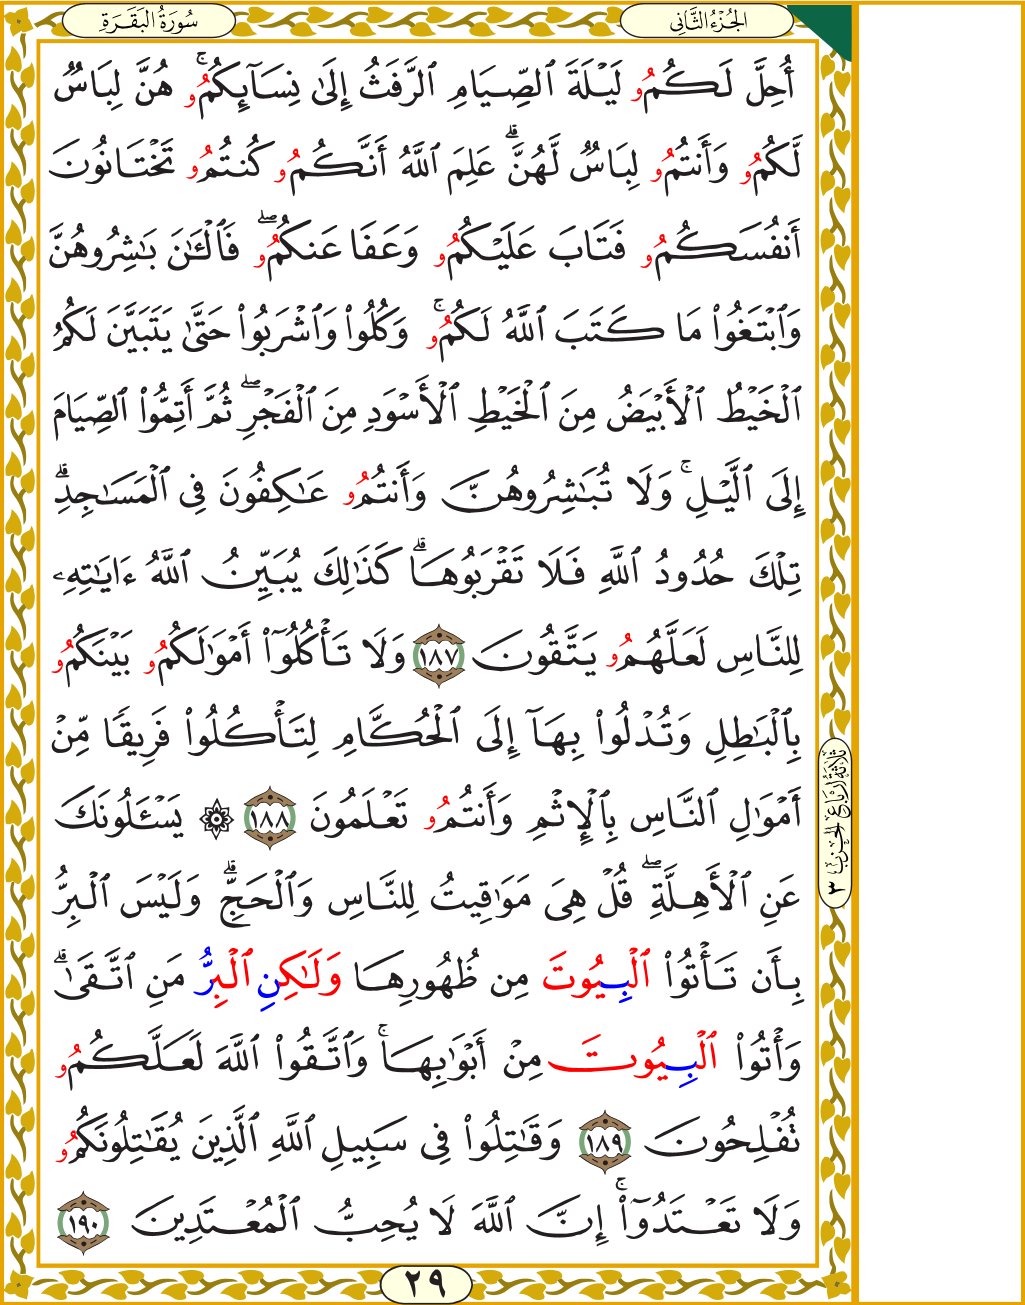 سُورَةُ الْبَقَرَةِ
الجُزْءُ الثَّانِي
أُحِلَّ لَكُمُۥ لَيْلَةَ ٱلصِّيَامِ ٱلرَّفَثُ إِلَىٰ نِسَآئِكُمُۥۚ هُنَّ لِبَاسٌ
لَّكُمُۥ وَأَنتُمُۥ لِبَاسٌ لَّهُنَّۗ عَلِمَ ٱللَّهُ أَنَّكُمُۥ كُنتُمُۥ تَخْتَانُونَ
أَنفُسَكُمُۥ فَتَابَ عَلَيْكُمُۥ وَعَفَا عَنكُمُۥۖ فَٱلْـَٰٔنَ بَٰشِرُوهُنَّ
وَٱبْتَغُوا۟ مَا كَتَبَ ٱللَّهُ لَكُمُۥۚ وَكُلُوا۟ وَٱشْرَبُوا۟ حَتَّىٰ يَتَبَيَّنَ لَكُمُ
ٱلْخَيْطُ ٱلْأَبْيَضُ مِنَ ٱلْخَيْطِ ٱلْأَسْوَدِ مِنَ ٱلْفَجْرِۖ ثُمَّ أَتِمُّوا۟ ٱلصِّيَامَ
إِلَى ٱلَّيْلِۚ وَلَا تُبَٰشِرُوهُنَّ وَأَنتُمُۥ عَٰكِفُونَ فِى ٱلْمَسَٰجِدِۗ
تِلْكَ حُدُودُ ٱللَّهِ فَلَا تَقْرَبُوهَاۗ كَذَٰلِكَ يُبَيِّنُ ٱللَّهُ ءَايَٰتِهِۦ
لِلنَّاسِ لَعَلَّهُمُۥ يَتَّقُونَ ١٨٧ وَلَا تَأْكُلُوٓا۟ أَمْوَٰلَكُمُۥ بَيْنَكُمُۥ
بِٱلْبَٰطِلِ وَتُدْلُوا۟ بِهَآ إِلَى ٱلْحُكَّامِ لِتَأْكُلُوا۟ فَرِيقًا مِّنْ
أَمْوَٰلِ ٱلنَّاسِ بِٱلْإِثْمِ وَأَنتُمُۥ تَعْلَمُونَ ١٨٨ ۞ يَسْـَٔلُونَكَ
عَنِ ٱلْأَهِلَّةِۖ قُلْ هِىَ مَوَٰقِيتُ لِلنَّاسِ وَٱلْحَجِّۗ وَلَيْسَ ٱلْبِرُّ
بِأَن تَأْتُوا۟ ٱلْبِيُوتَ مِن ظُهُورِهَا وَلَٰكِنِ ٱلْبِرُّ مَنِ ٱتَّقَىٰۗ
وَأْتُوا۟ ٱلْبِيُوتَ مِنْ أَبْوَٰبِهَاۚ وَٱتَّقُوا۟ ٱللَّهَ لَعَلَّكُمُۥ
تُفْلِحُونَ ١٨٩ وَقَٰتِلُوا۟ فِى سَبِيلِ ٱللَّهِ ٱلَّذِينَ يُقَٰتِلُونَكُمُۥ
وَلَا تَعْتَدُوٓا۟ۚ إِنَّ ٱللَّهَ لَا يُحِبُّ ٱلْمُعْتَدِينَ ١٩٠
ثَلَاثَةُ أَرْبَاعِ الْحِزْبِ ٣
٢٩